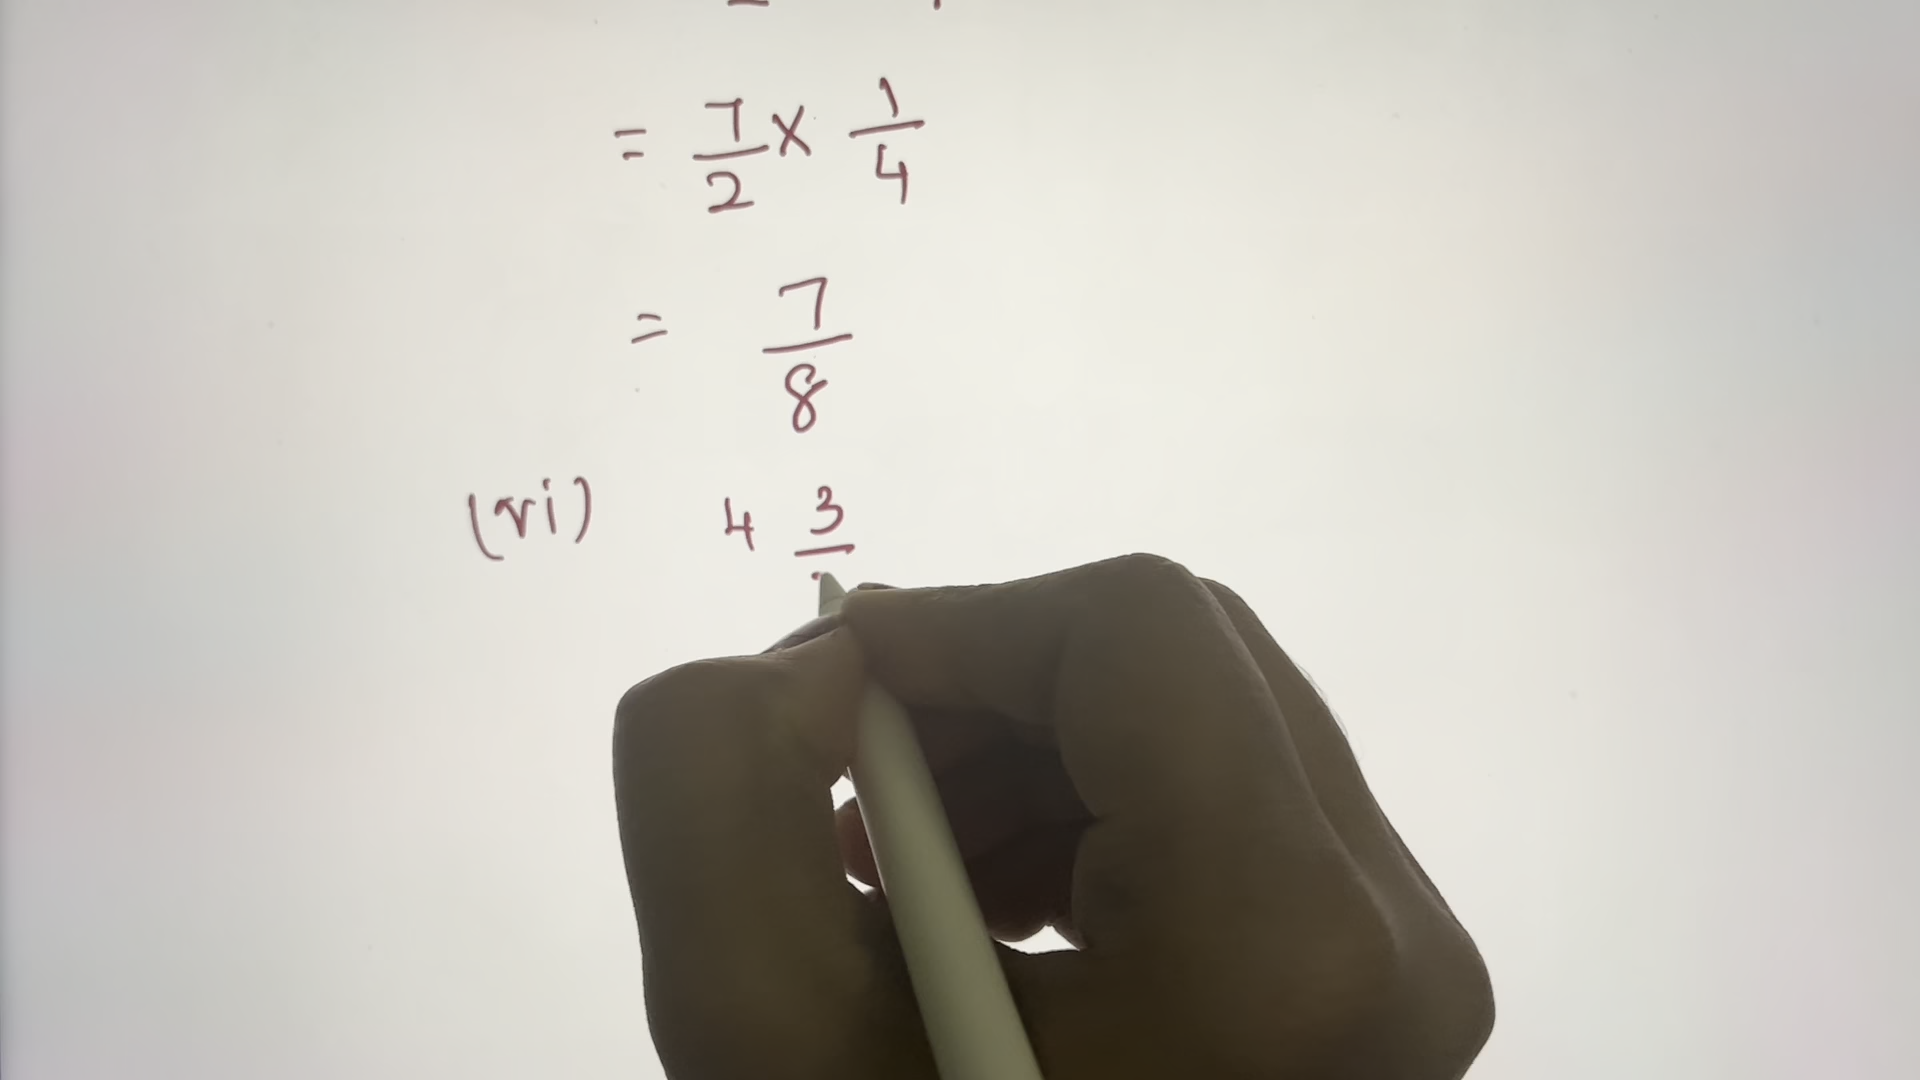 = 7/2 × 1/4
= 7/8
(vi) 4 3/